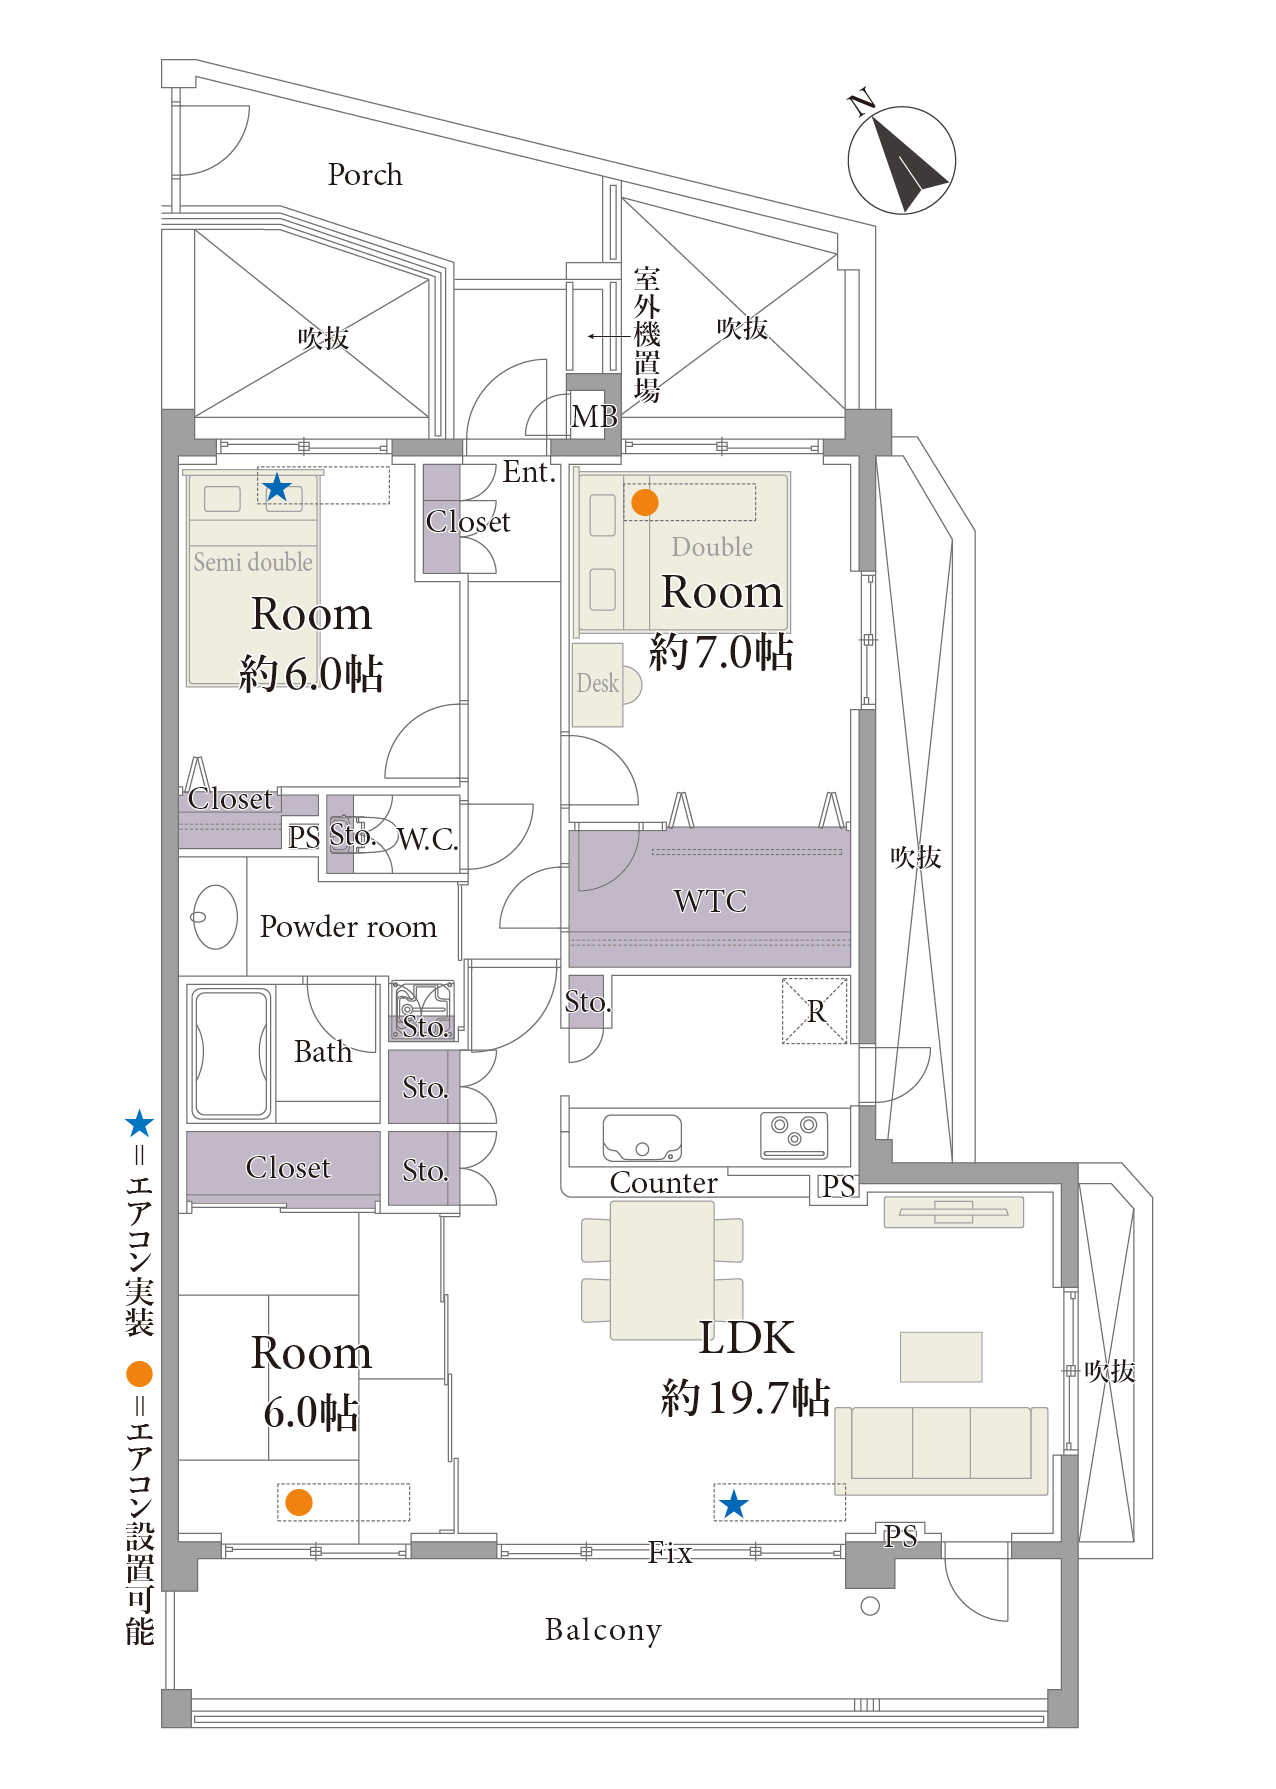 N
Porch
吹抜
室外機置場
吹抜
MB
Ent.
Closet
Semi double
Room
約6.0帖
Double
Room
約7.0帖
Desk
Closet
PS
Sto.
W.C.
吹抜
WTC
Powder room
Sto.
R
Sto.
Bath
Sto.
Closet
Sto.
Counter
PS
★=エアコン実装 ●=エアコン設置可能
Room
6.0帖
LDK
約19.7帖
吹抜
Fix
PS
Balcony